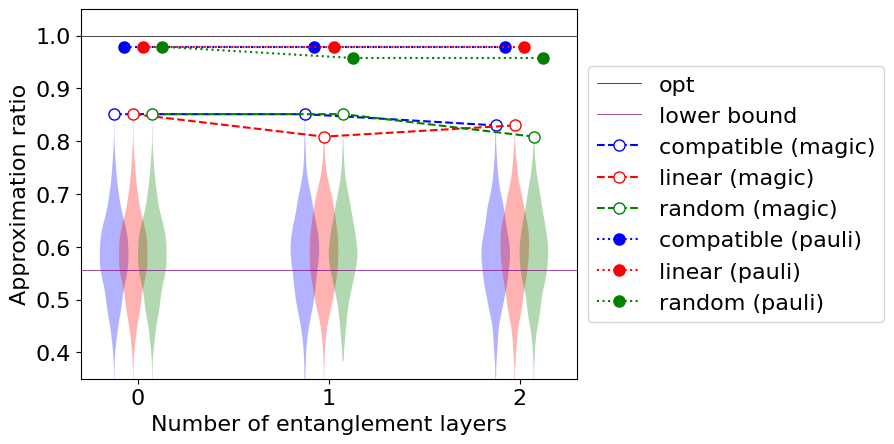 1.0
0.9
0.8
0.7
0.6
0.5
0.4
Approximation ratio
0
1
2
Number of entanglement layers
opt
lower bound
compatible (magic)
linear (magic)
random (magic)
compatible (pauli)
linear (pauli)
random (pauli)